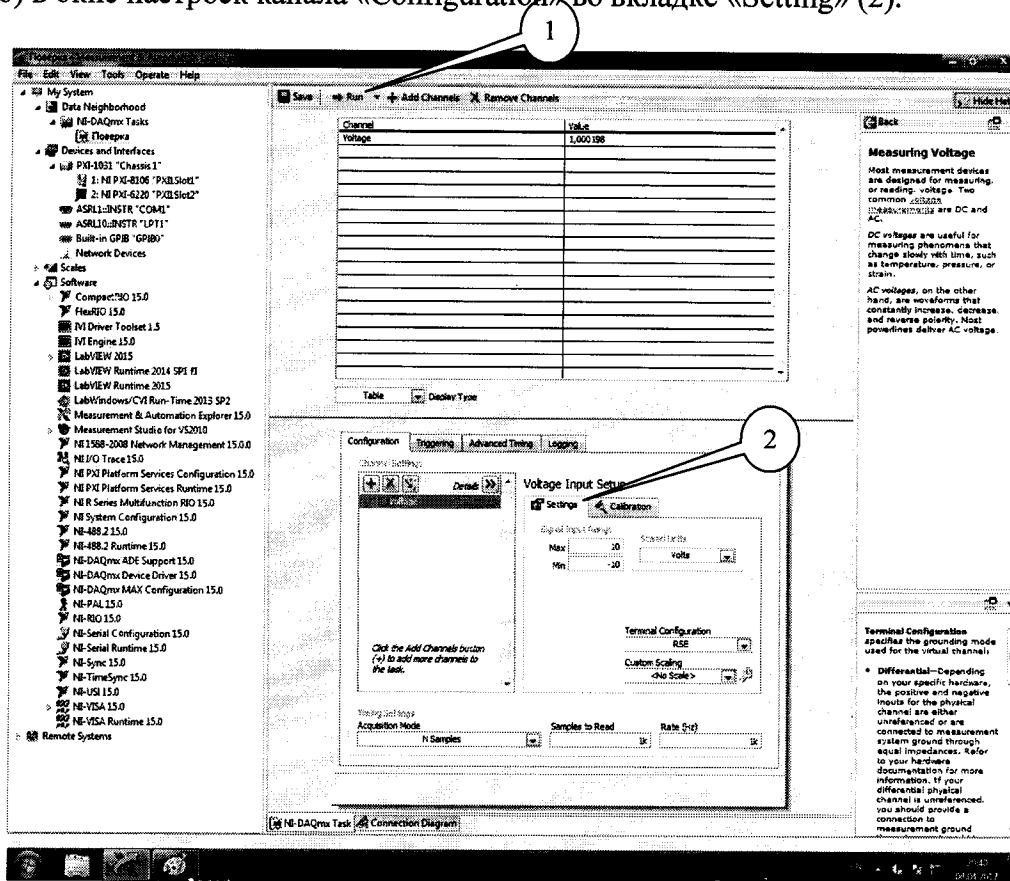 в) в окне настроек канала «Configuration» во вкладке «Setting» (2).
1
File Edit View Tools Operate Help
My System
Data Neighborhood
NI-DAQmx Tasks
Поверка
Devices and Interfaces
PXI-1031 "Chassis 1"
1: NI PXI-8106 "PXI1Slot1"
2: NI PXI-6220 "PXI1Slot2"
ASRL1::INSTR "COM1"
ASRL10::INSTR "LPT1"
Built-in GPIB "GPIB0"
Network Devices
Scales
Software
CompactRIO 15.0
FlexRIO 15.0
IVI Driver Toolset 1.5
IVI Engine 15.0
LabVIEW 2015
LabVIEW Runtime 2014 SP1 f1
LabVIEW Runtime 2015
LabWindows/CVI Run-Time 2013 SP2
Measurement & Automation Explorer 15.0
Measurement Studio for VS2010
NI 1588-2008 Network Management 15.0.0
NI I/O Trace 15.0
NI PXI Platform Services Configuration 15.0
NI PXI Platform Services Runtime 15.0
NI R Series Multifunction RIO 15.0
NI System Configuration 15.0
NI-488.2 15.0
NI-488.2 Runtime 15.0
NI-DAQmx ADE Support 15.0
NI-DAQmx Device Driver 15.0
NI-DAQmx MAX Configuration 15.0
NI-PAL 15.0
NI-RIO 15.0
NI-Serial Configuration 15.0
NI-Serial Runtime 15.0
NI-Sync 15.0
NI-TimeSync 15.0
NI-USI 15.0
NI-VISA 15.0
NI-VISA Runtime 15.0
Remote Systems
Save Run Add Channels Remove Channels
Hide Hel
Channel Value
Voltage 1,000198
Table Display Type
2
Configuration Triggering Advanced Timing Logging
Channel Settings
Details
Click the Add Channels button
(+) to add more channels to
the task.
Voltage Input Setup
Settings Calibration
Signal Input Range
Max 10
Min -10
Scaled Units
Volts
Terminal Configuration
RSE
Custom Scaling
<No Scale>
Timing Settings
Acquisition Mode Samples to Read Rate (Hz)
N Samples 1k 1k
NI-DAQmx Task Connection Diagram
Back
Measuring Voltage
Most measurement devices
are designed for measuring,
or reading, voltage. Two
common voltage
measurements are DC and
AC.
DC voltages are useful for
measuring phenomena that
change slowly with time, such
as temperature, pressure, or
strain.
AC voltages, on the other
hand, are waveforms that
constantly increase, decrease,
and reverse polarity. Most
powerlines deliver AC voltage.
Terminal Configuration
specifies the grounding mode
used for the virtual channel:
• Differential—Depending
on your specific hardware,
the positive and negative
inputs for the physical
channel are either
unreferenced or are
connected to measurement
system ground through
equal impedances. Refer
to your hardware
documentation for more
information. If your
differential physical
channel is unreferenced,
you should provide a
connection to
measurement ground